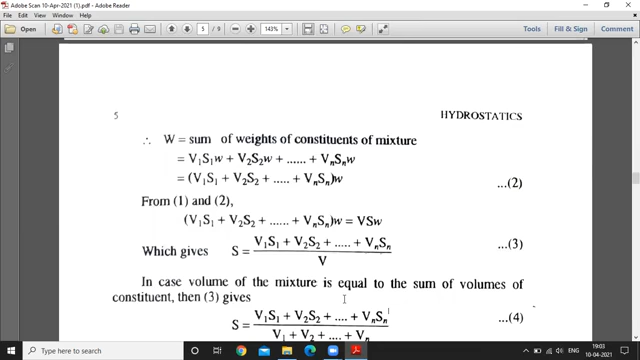 Adobe Scan 10-Apr-2021 (1).pdf - Adobe Reader
File Edit View Window Help
Open 5 / 9 143% Tools Fill & Sign Comment
5 HYDROSTATICS
∴ W = sum of weights of constituents of mixture
= V₁S₁w + V₂S₂w + ...... + VₙSₙw
= (V₁S₁ + V₂S₂ + ..... + VₙSₙ)w ...(2)
From (1) and (2),
(V₁S₁ + V₂S₂ + ...... + VₙSₙ)w = VSw
Which gives S = V₁S₁ + V₂S₂ + ..... + VₙSₙ / V ...(3)
In case volume of the mixture is equal to the sum of volumes of
constituent, then (3) gives
S = V₁S₁ + V₂S₂ + .... + VₙSₙ / V₁ + V₂ + .... + Vₙ ...(4)
Type here to search
ENG
19:03
10-04-2021